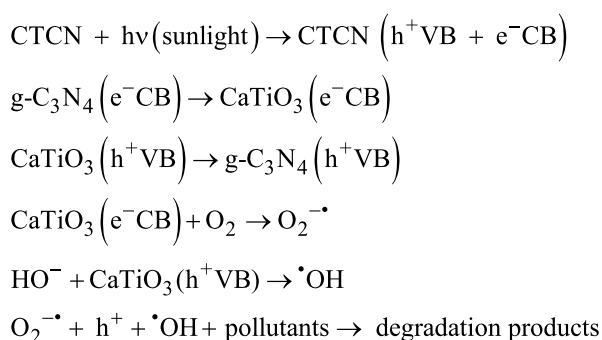 CTCN + hν(sunlight) → CTCN (h⁺VB + e⁻CB)
g-C₃N₄(e⁻CB) → CaTiO₃(e⁻CB)
CaTiO₃(h⁺VB) → g-C₃N₄(h⁺VB)
CaTiO₃(e⁻CB) + O₂ → O₂⁻•
HO⁻ + CaTiO₃(h⁺VB) → •OH
O₂⁻• + h⁺ + •OH + pollutants → degradation products